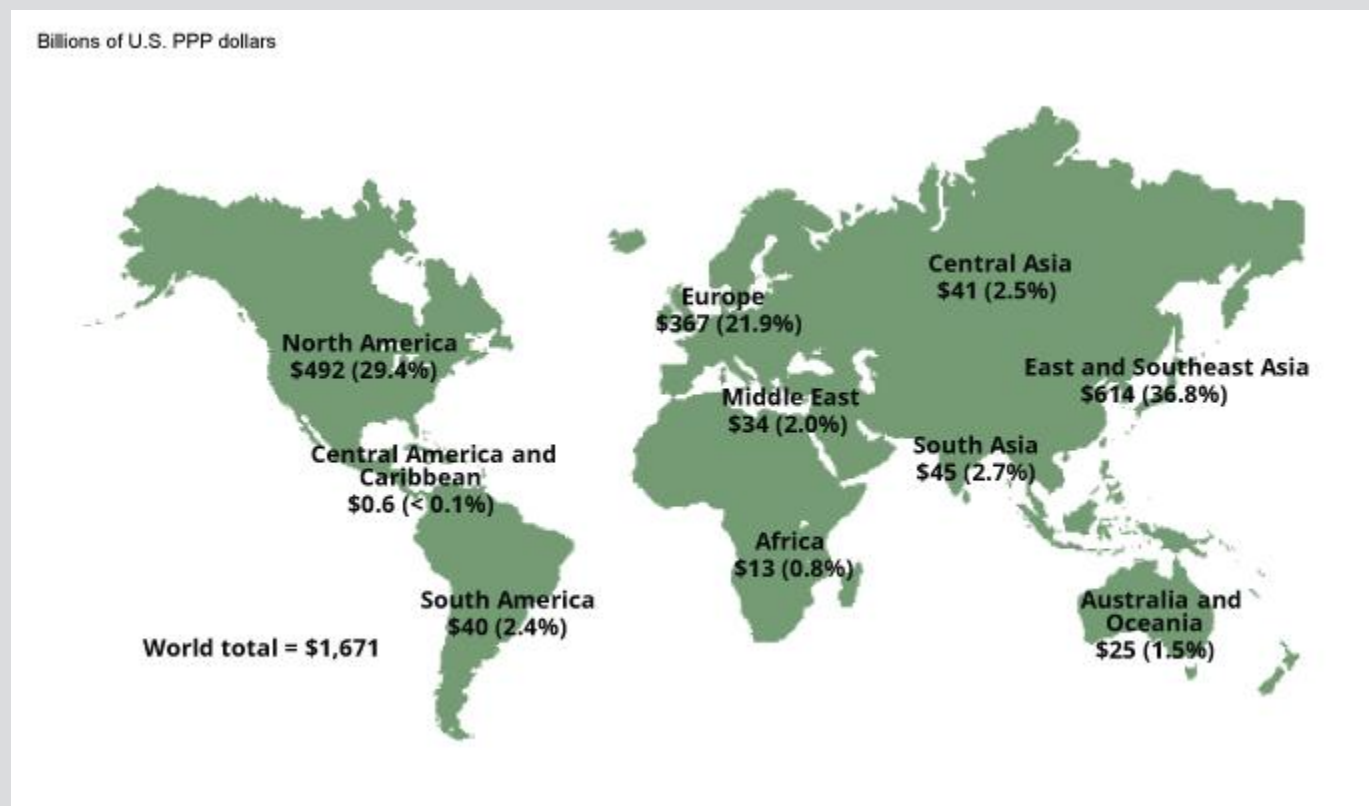 Billions of U.S. PPP dollars
Central Asia
$41 (2.5%)
Europe
$367 (21.9%)
North America
$492 (29.4%)
East and Southeast Asia
$614 (36.8%)
Middle East
$34 (2.0%)
South Asia
$45 (2.7%)
Central America and
Caribbean
$0.6 (< 0.1%)
Africa
$13 (0.8%)
South America
$40 (2.4%)
Australia and
Oceania
$25 (1.5%)
World total = $1,671